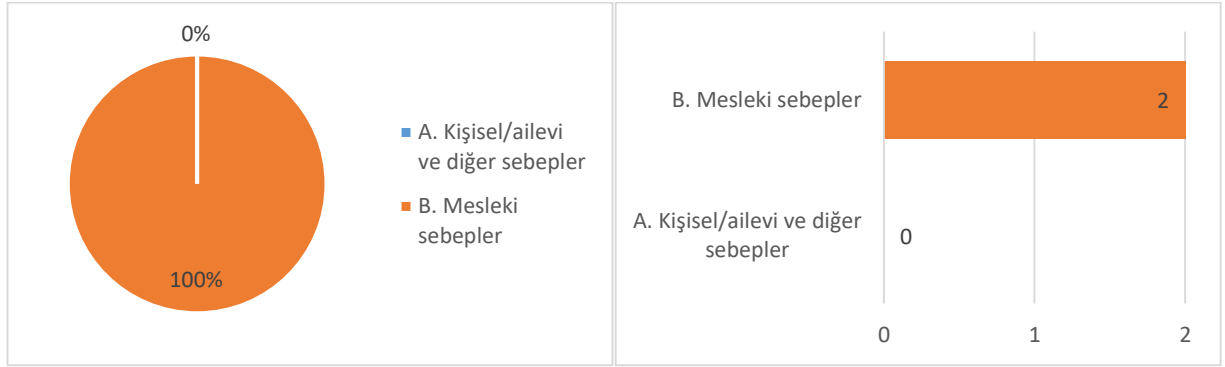 0%
100%
A. Kişisel/ailevi
ve diğer sebepler
B. Mesleki
sebepler
B. Mesleki sebepler
2
A. Kişisel/ailevi ve diğer
sebepler
0
0 1 2